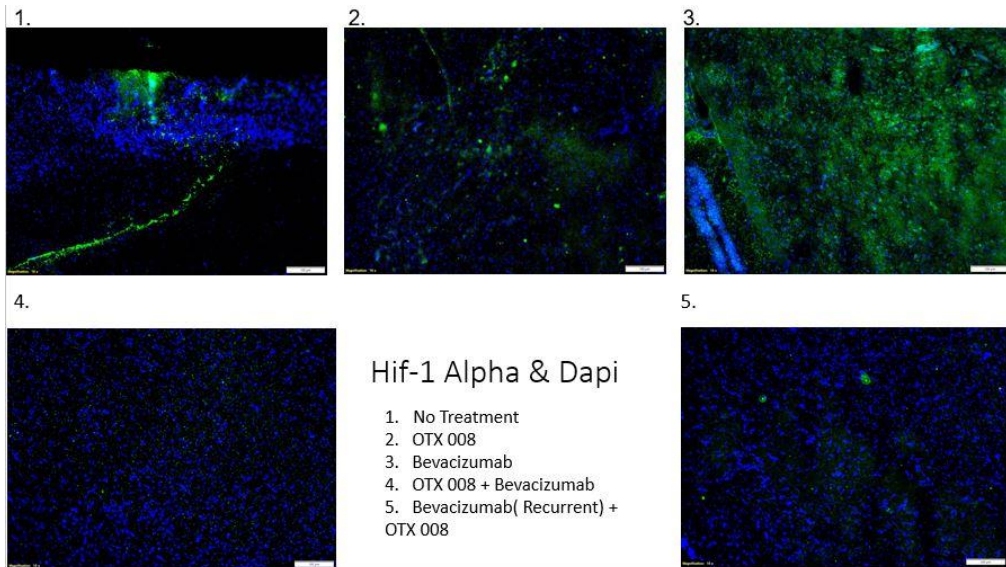 1.
2.
3.
4.
5.
Hif-1 Alpha & Dapi
1. No Treatment
2. OTX 008
3. Bevacizumab
4. OTX 008 + Bevacizumab
5. Bevacizumab( Recurrent) +
OTX 008